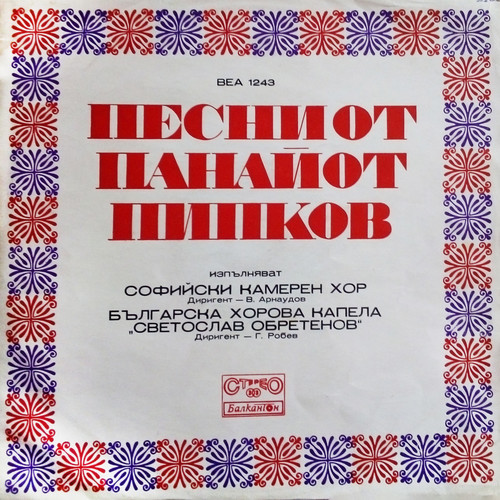 ВЕА 1243
ПЕСНИ ОТ
ПАНАЙОТ
ПИПКОВ
ИЗПЪЛНЯВАТ
СОФИЙСКИ КАМЕРЕН ХОР
Диригент — В. Арнаудов
БЪЛГАРСКА ХОРОВА КАПЕЛА
„СВЕТОСЛАВ ОБРЕТЕНОВ“
Диригент — Г. Робев
СТЕРЕО
Балкантон